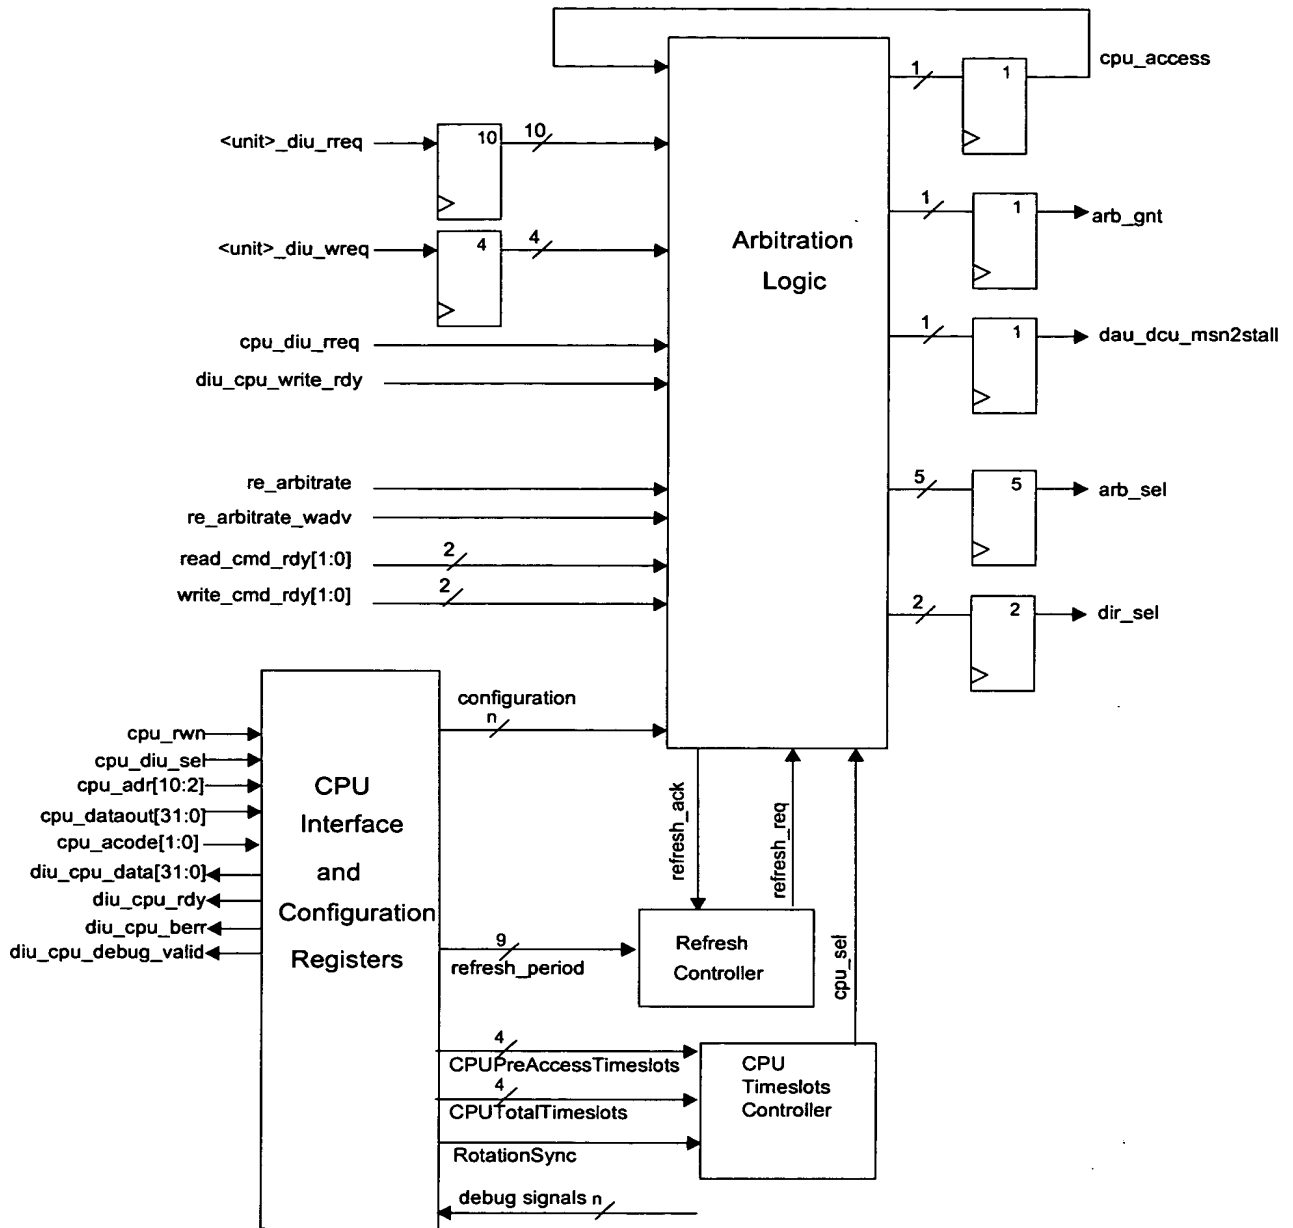 cpu_access
1
1
<unit>_diu_rreq
10
10
<unit>_diu_wreq
4
4
Arbitration
Logic
1
1
arb_gnt
1
1
dau_dcu_msn2stall
cpu_diu_rreq
diu_cpu_write_rdy
re_arbitrate
re_arbitrate_wadv
read_cmd_rdy[1:0]
2
write_cmd_rdy[1:0]
2
5
5
arb_sel
2
2
dir_sel
configuration
n
cpu_rwn
cpu_diu_sel
cpu_adr[10:2]
cpu_dataout[31:0]
cpu_acode[1:0]
diu_cpu_data[31:0]
diu_cpu_rdy
diu_cpu_berr
diu_cpu_debug_valid
CPU
Interface
and
Configuration
Registers
refresh_ack
refresh_req
cpu_sel
9
refresh_period
Refresh
Controller
4
CPUPreAccessTimeslots
4
CPUTotalTimeslots
RotationSync
CPU
Timeslots
Controller
debug signals n